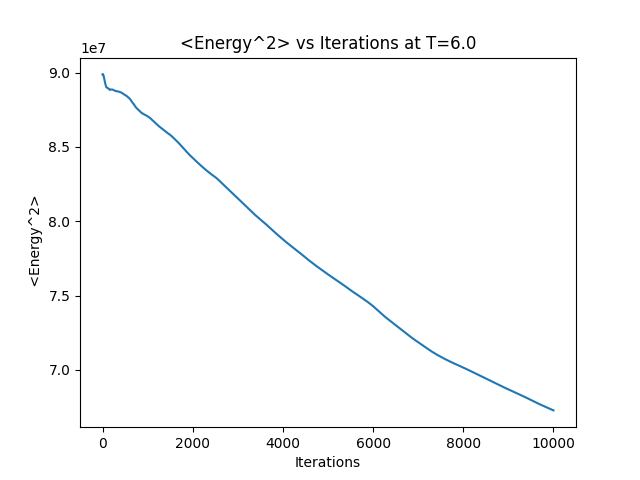 <Energy^2> vs Iterations at T=6.0
1e7
9.0
8.5
8.0
7.5
7.0
<Energy^2>
0 2000 4000 6000 8000 10000
Iterations